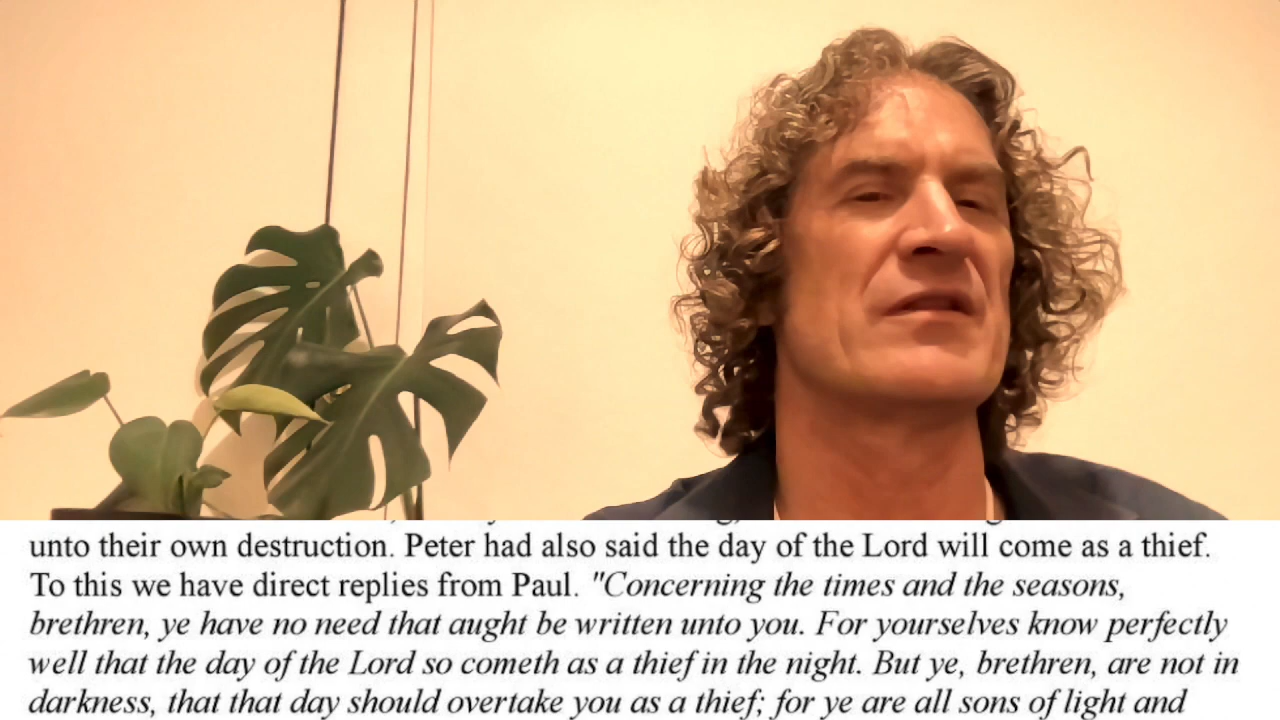 unto their own destruction. Peter had also said the day of the Lord will come as a thief.
To this we have direct replies from Paul. "Concerning the times and the seasons,
brethren, ye have no need that aught be written unto you. For yourselves know perfectly
well that the day of the Lord so cometh as a thief in the night. But ye, brethren, are not in
darkness, that that day should overtake you as a thief; for ye are all sons of light and